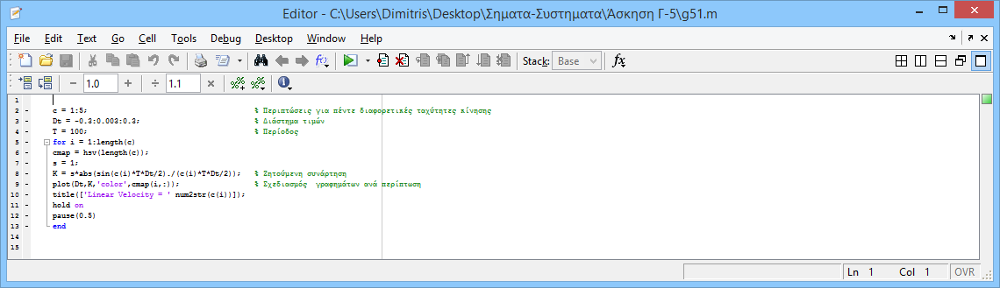 Editor - C:\Users\Dimitris\Desktop\Σηματα-Συστηματα\Άσκηση Γ-5\g51.m
File Edit Text Go Cell Tools Debug Desktop Window Help
Stack: Base fx
1.0 1.1
1
2 - c = 1:5; % Περιπτώσεις για πέντε διαφορετικές ταχύτητες κίνησης
3 - Dt = -0.3:0.003:0.3; % Διάστημα τιμών
4 - T = 100; % Περίοδος
5 - for i = 1:length(c)
6 - cmap = hsv(length(c));
7 - s = 1;
8 - K = s*abs(sin(c(i)*T*Dt/2)./(c(i)*T*Dt/2)); % Ζητούμενη συνάρτηση
9 - plot(Dt,K,'color',cmap(i,:)); % Σχεδιασμός γραφημάτων ανά περίπτωση
10 - title(['Linear Velocity = ' num2str(c(i))]);
11 - hold on
12 - pause(0.5)
13 - end
14
15
Ln 1 Col 1 OVR